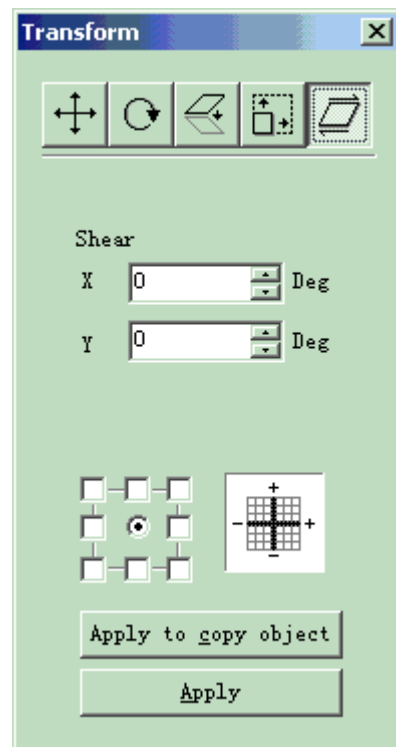 Transform
Shear
X 0 Deg
Y 0 Deg
+
- +
-
Apply to copy object
Apply